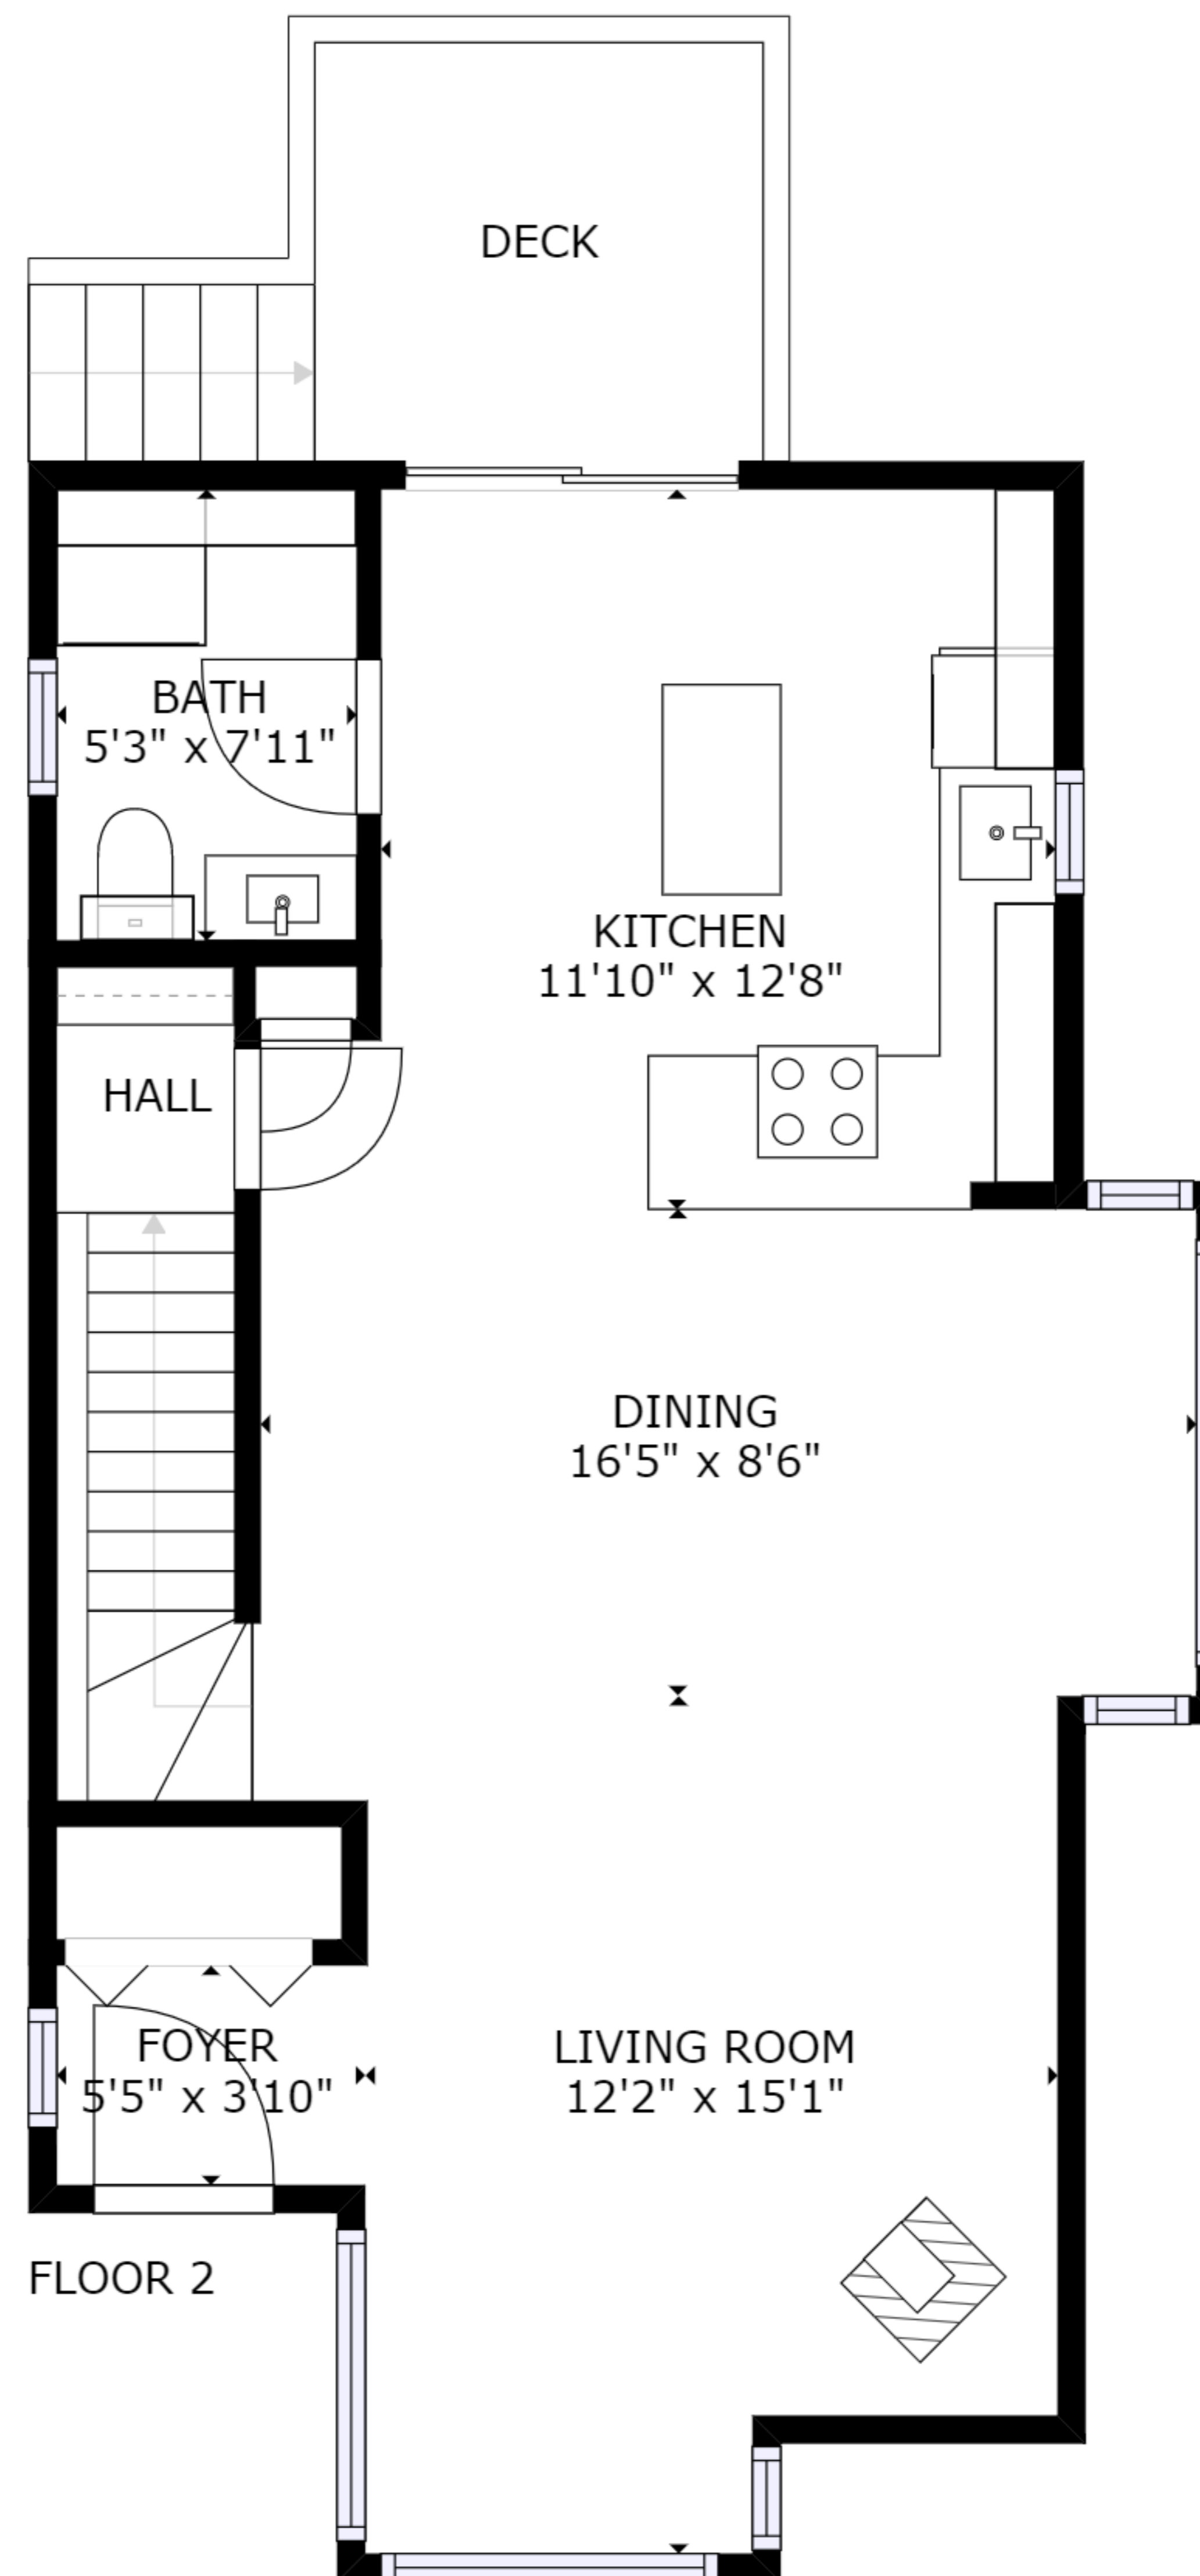 DECK
BATH
5'3" x 7'11"
KITCHEN
11'10" x 12'8"
HALL
DINING
16'5" x 8'6"
FOYER
5'5" x 3'10"
LIVING ROOM
12'2" x 15'1"
FLOOR 2